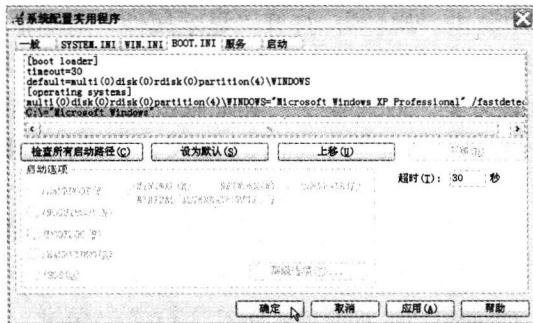 系统配置实用程序
一般 SYSTEM.INI WIN.INI BOOT.INI 服务 启动
[boot loader]
timeout=30
default=multi(0)disk(0)rdisk(0)partition(4)\WINDOWS
[operating systems]
multi(0)disk(0)rdisk(0)partition(4)\WINDOWS="Microsoft Windows XP Professional" /fastdetec
C:\="Microsoft Windows"
检查所有启动路径(C) 设为默认(S) 上移(U)
启动选项
超时(T): 30 秒
确定 取消 应用(A) 帮助